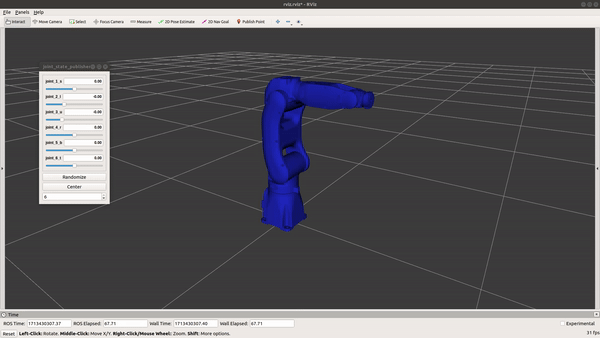 rviz.rviz* - RViz
File Panels Help
Interact Move Camera Select Focus Camera Measure 2D Pose Estimate 2D Nav Goal Publish Point
joint_state_publisher
joint_1_s 0.00
joint_2_l -0.00
joint_3_u -0.00
joint_4_r 0.00
joint_5_b 0.00
joint_6_t 0.00
Randomize
Center
6
Time
ROS Time: 1713430307.37 ROS Elapsed: 67.71 Wall Time: 1713430307.40 Wall Elapsed: 67.71 Experimental
Reset Left-Click: Rotate. Middle-Click: Move X/Y. Right-Click/Mouse Wheel: Zoom. Shift: More options. 31 fps